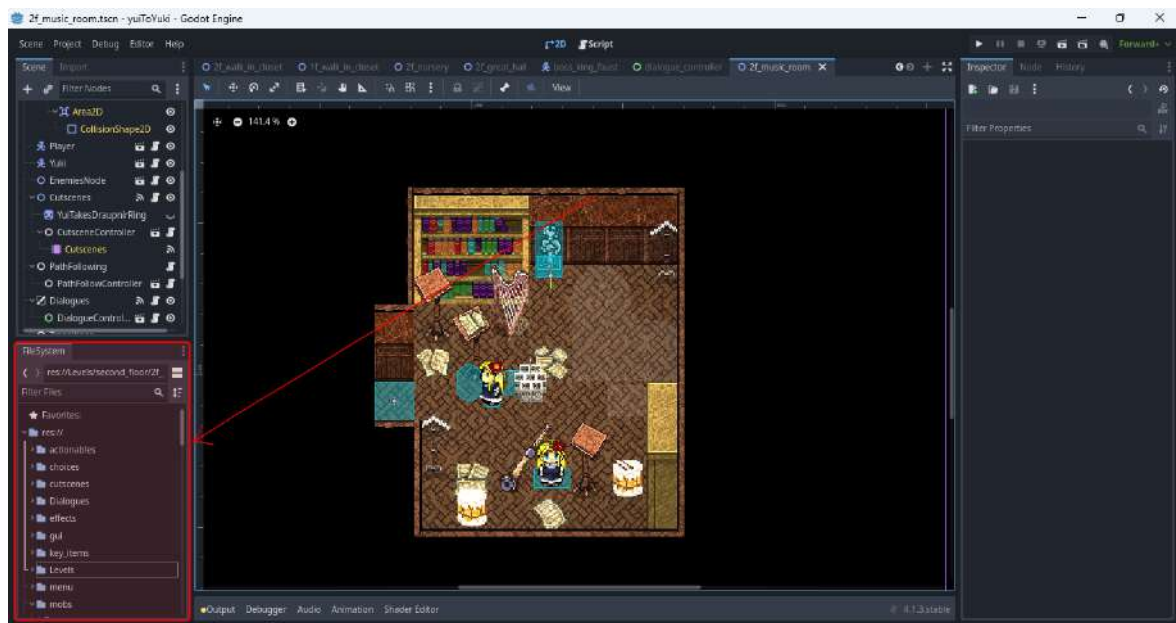 2f_music_room.tscn - yuiToYuki - Godot Engine
Scene Project Debug Editor Help
2D Script
Forward+
Scene Import
2f_walk_in_closet 1f_walk_in_closet 2f_nursery 2f_great_hall boss_king_faust dialogue_controller 2f_music_room
Inspector Node History
Filter Nodes
View
Area2D
CollisionShape2D
141.4 %
Filter Properties
Player
Yuki
EnemiesNode
Cutscenes
YuiTakesDraupnirRing
CutsceneController
Cutscenes
PathFollowing
PathFollowController
Dialogues
DialogueControl...
FileSystem
res://Levels/second_floor/2f_
Filter Files
Favorites:
res://
actionables
choices
cutscenes
Dialogues
effects
gui
key_items
Levels
menu
mobs
Output Debugger Audio Animation Shader Editor
4.1.3.stable